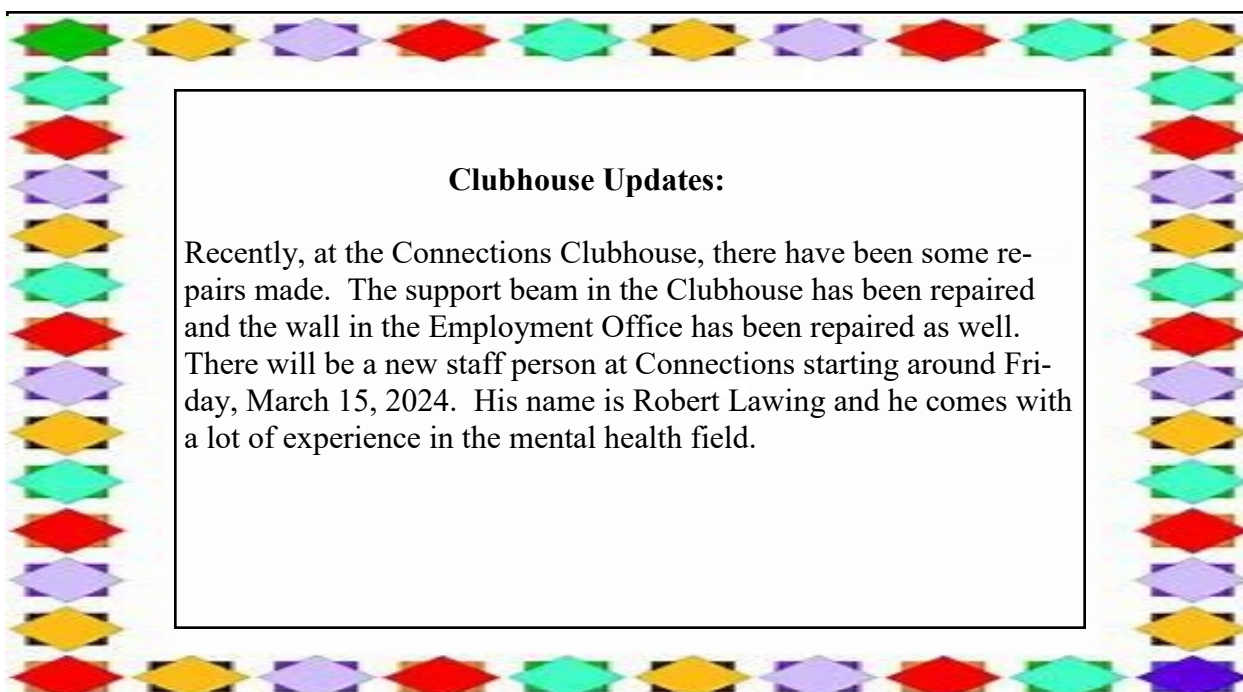 Clubhouse Updates:
Recently, at the Connections Clubhouse, there have been some re-
pairs made.  The support beam in the Clubhouse has been repaired
and the wall in the Employment Office has been repaired as well.
There will be a new staff person at Connections starting around Fri-
day, March 15, 2024.  His name is Robert Lawing and he comes with
a lot of experience in the mental health field.